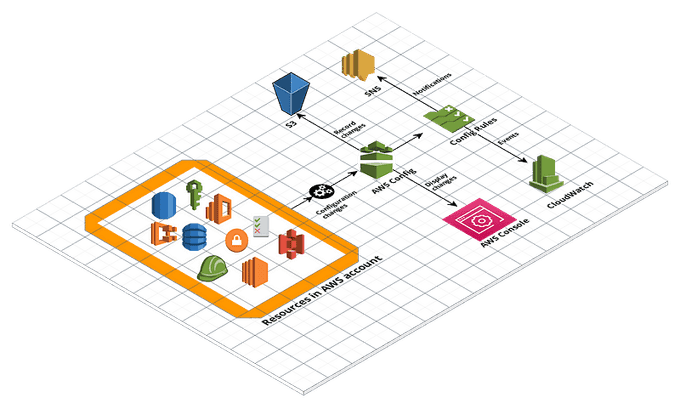 SNS
Notifications
S3
Record
changes
Config Rules
Events
AWS Config
Display
changes
CloudWatch
Configuration
changes
AWS Console
Resources in AWS account